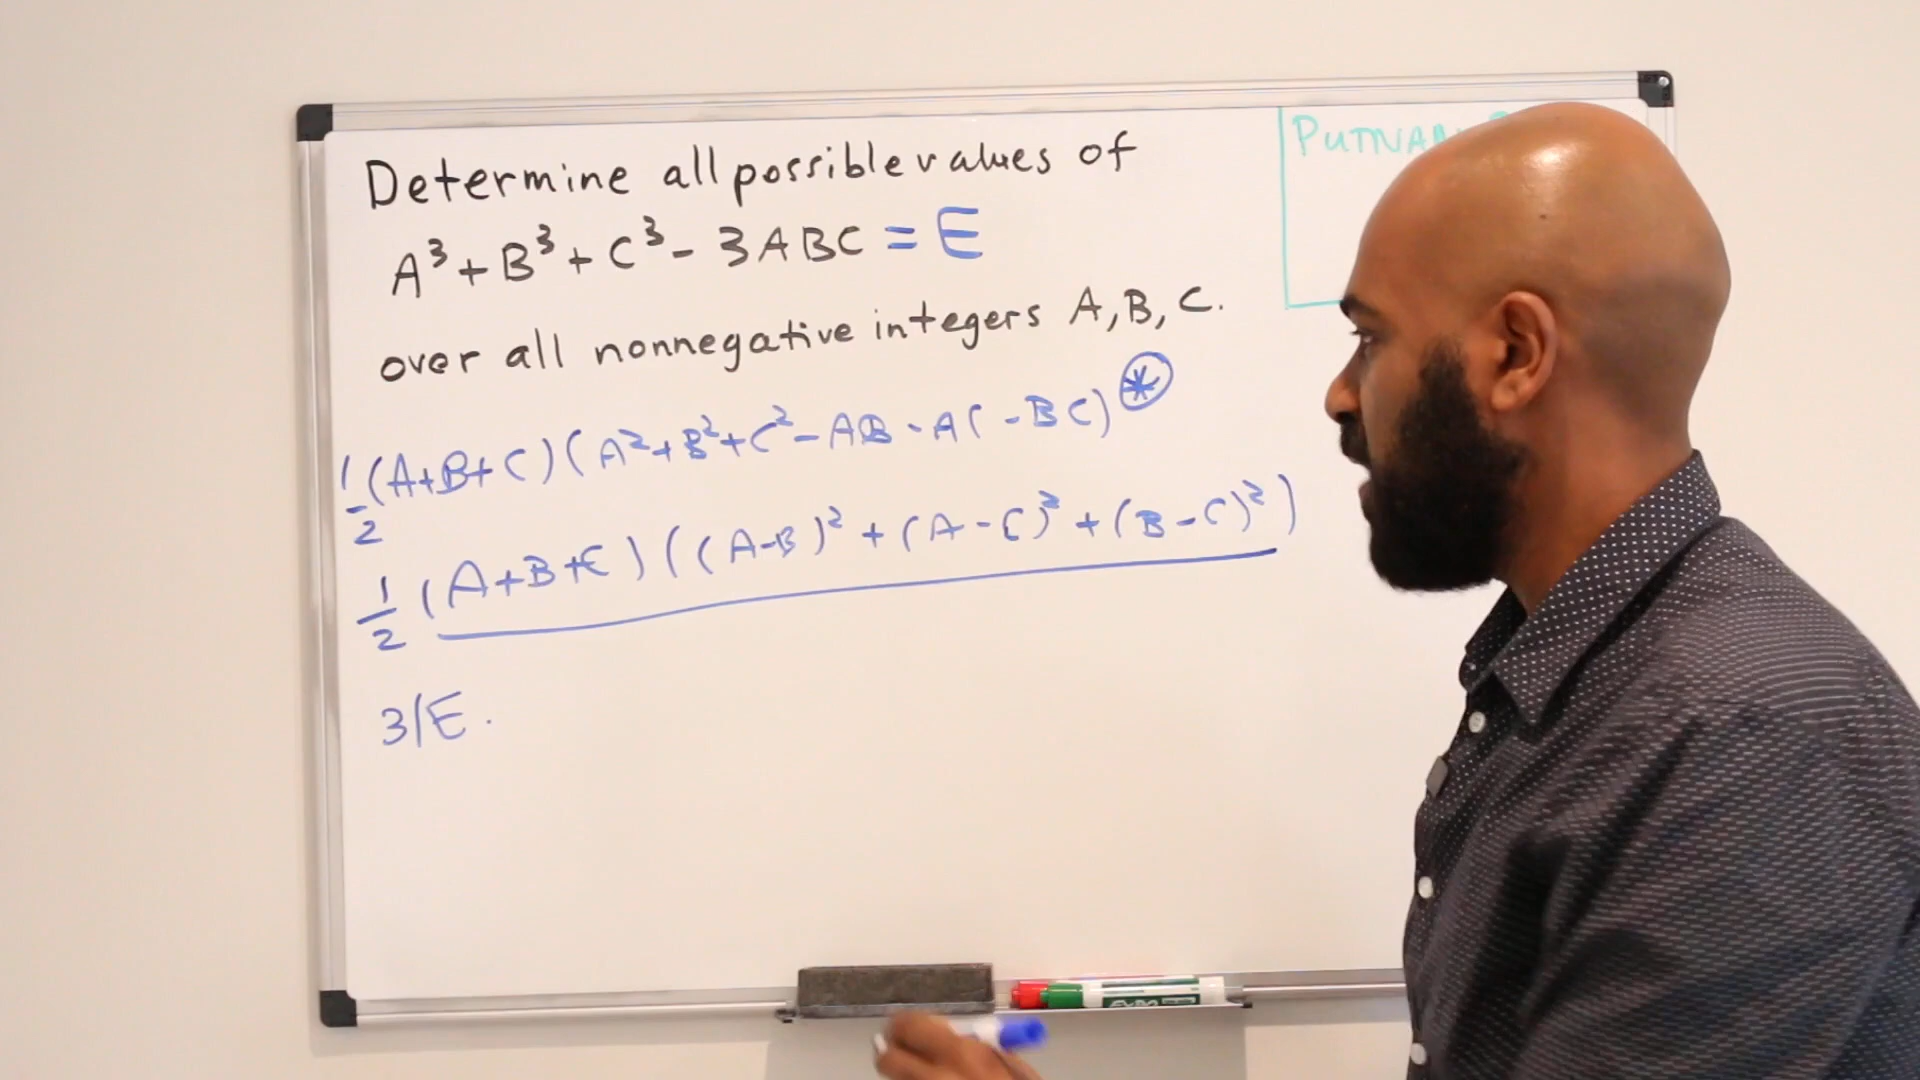 Determine all possible values of
A³ + B³ + C³ - 3ABC = E
over all nonnegative integers A, B, C.
½(A+B+C)(A²+B²+C²-AB-AC-BC) *
½(A+B+C)((A-B)²+(A-C)²+(B-C)²)
3/E.
EXPO